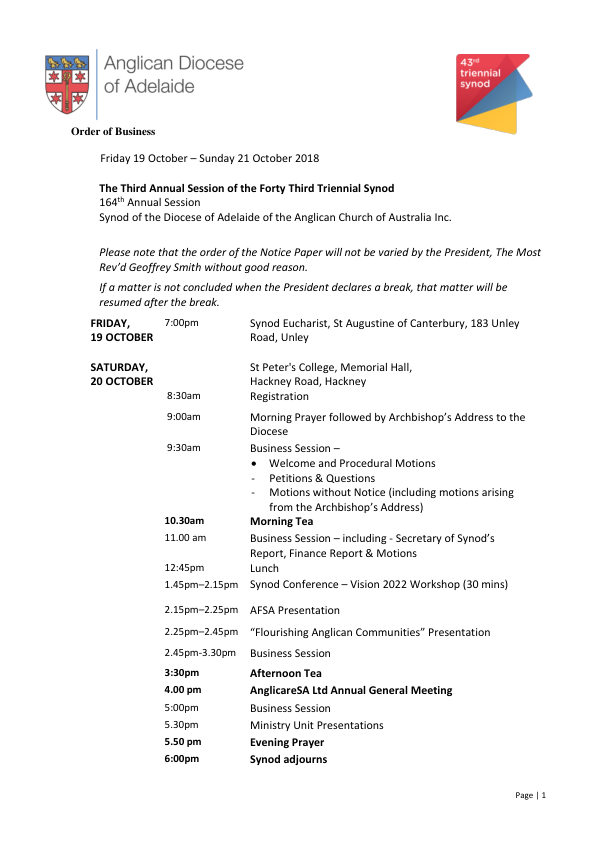 Anglican Diocese
of Adelaide
43rd
triennial
synod
Order of Business
Friday 19 October – Sunday 21 October 2018
The Third Annual Session of the Forty Third Triennial Synod
164th Annual Session
Synod of the Diocese of Adelaide of the Anglican Church of Australia Inc.
Please note that the order of the Notice Paper will not be varied by the President, The Most
Rev’d Geoffrey Smith without good reason.
If a matter is not concluded when the President declares a break, that matter will be
resumed after the break.
FRIDAY, 7:00pm Synod Eucharist, St Augustine of Canterbury, 183 Unley
19 OCTOBER Road, Unley
SATURDAY, St Peter's College, Memorial Hall,
20 OCTOBER Hackney Road, Hackney
8:30am Registration
9:00am Morning Prayer followed by Archbishop’s Address to the
Diocese
9:30am Business Session –
• Welcome and Procedural Motions
- Petitions & Questions
- Motions without Notice (including motions arising
from the Archbishop’s Address)
10.30am Morning Tea
11.00 am Business Session – including - Secretary of Synod’s
Report, Finance Report & Motions
12:45pm Lunch
1.45pm–2.15pm Synod Conference – Vision 2022 Workshop (30 mins)
2.15pm–2.25pm AFSA Presentation
2.25pm–2.45pm “Flourishing Anglican Communities” Presentation
2.45pm-3.30pm Business Session
3:30pm Afternoon Tea
4.00 pm AnglicareSA Ltd Annual General Meeting
5:00pm Business Session
5.30pm Ministry Unit Presentations
5.50 pm Evening Prayer
6:00pm Synod adjourns
Page | 1